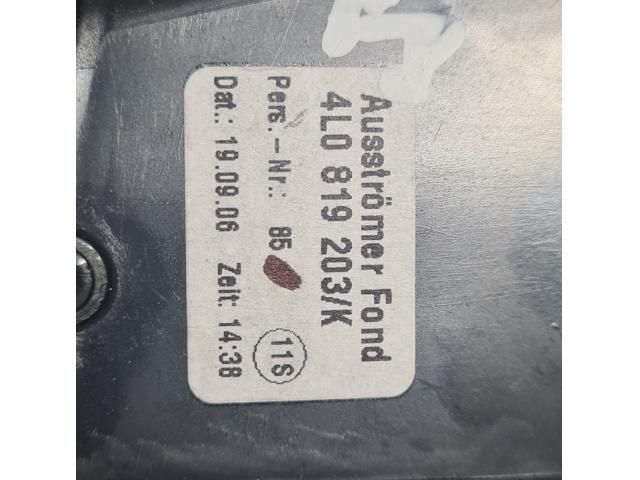 Ausströmer Fond
4L0 819 203/K
Pers.-Nr.: 85
11S
Dat.: 19.09.06 Zeit: 14:38